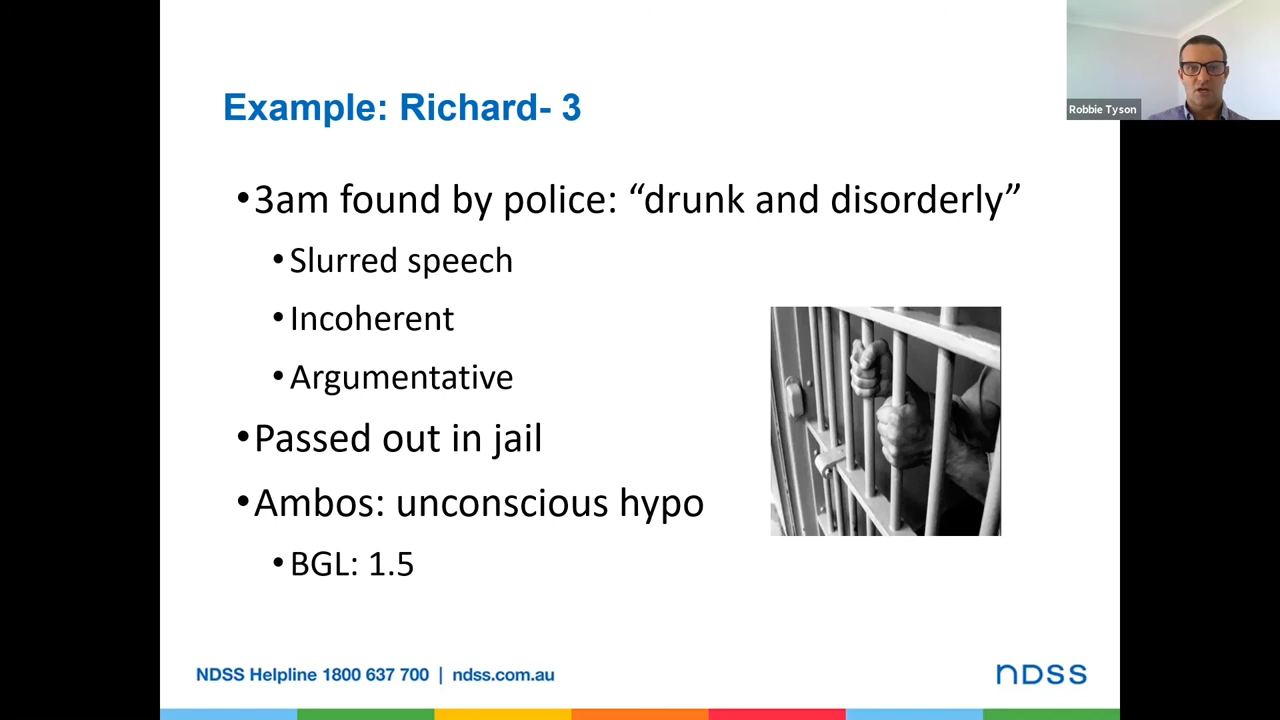 Example: Richard- 3
Robbie Tyson
•3am found by police: “drunk and disorderly”
•Slurred speech
•Incoherent
•Argumentative
•Passed out in jail
•Ambos: unconscious hypo
•BGL: 1.5
NDSS Helpline 1800 637 700 | ndss.com.au
NDSS